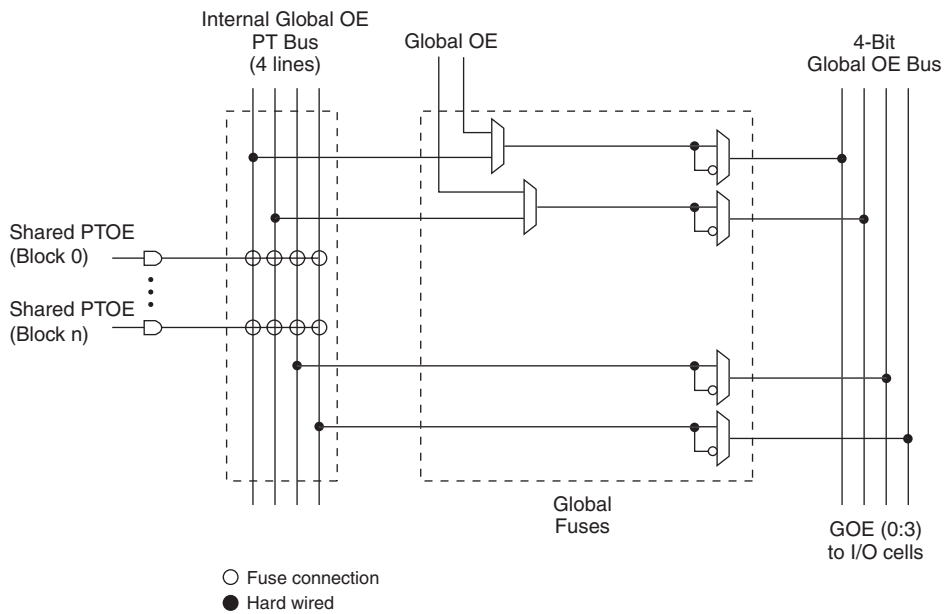 Internal Global OE
PT Bus
(4 lines)
Global OE
4-Bit
Global OE Bus
Shared PTOE
(Block 0)
Shared PTOE
(Block n)
Global
Fuses
GOE (0:3)
to I/O cells
Fuse connection
Hard wired